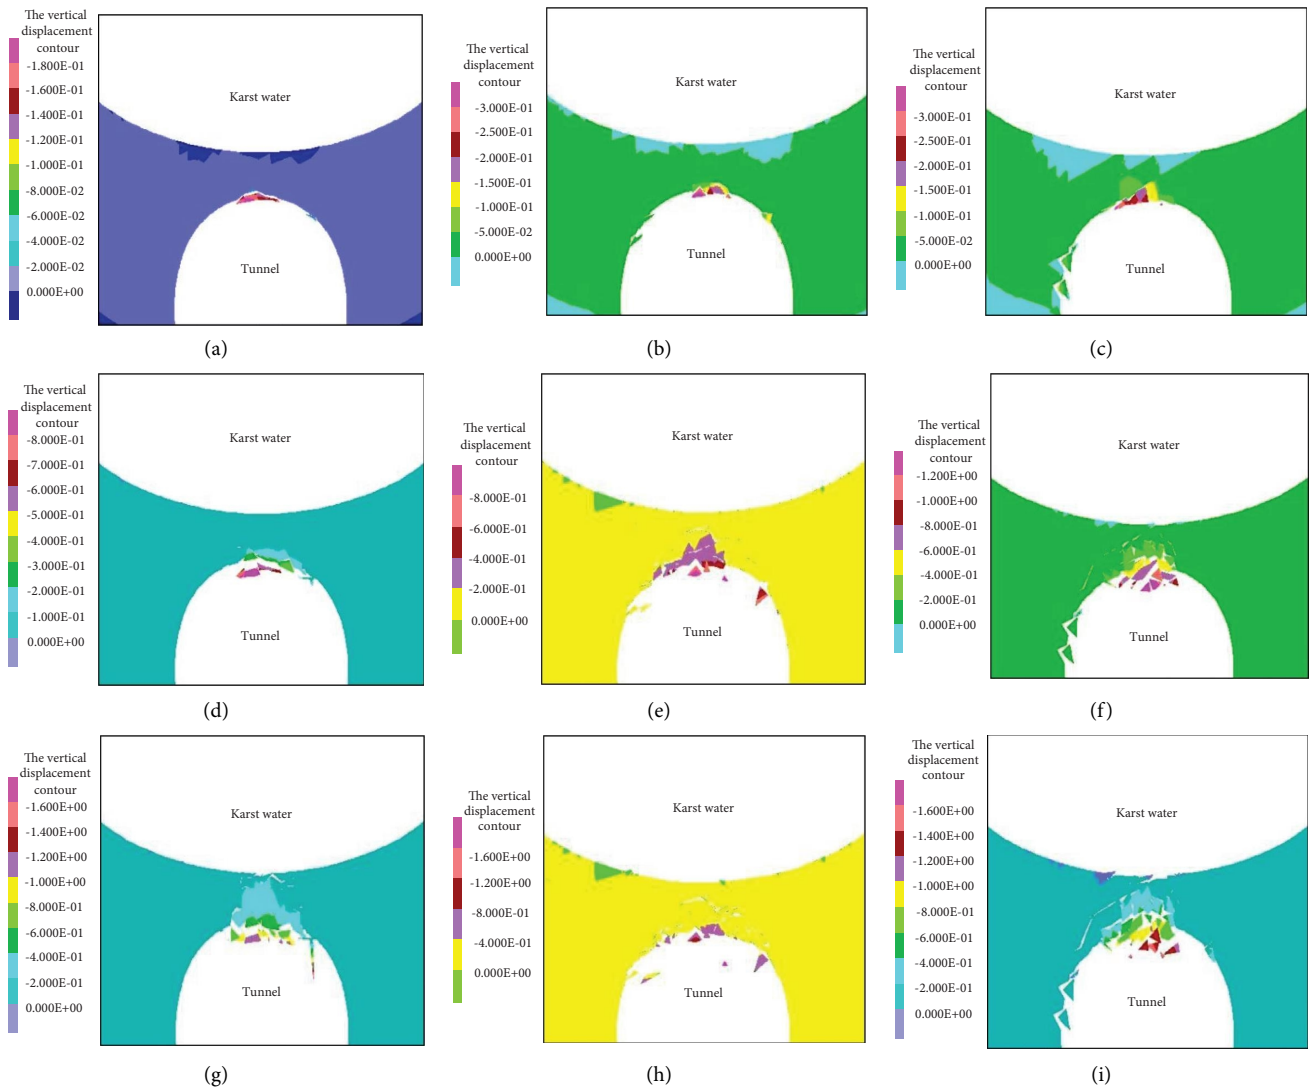 The vertical
displacement
contour
-1.800E-01
-1.600E-01
-1.400E-01
-1.200E-01
-1.000E-01
-8.000E-02
-6.000E-02
-4.000E-02
-2.000E-02
0.000E+00
Karst water
Tunnel
(a)
The vertical
displacement
contour
-3.000E-01
-2.500E-01
-2.000E-01
-1.500E-01
-1.000E-01
-5.000E-02
0.000E+00
Karst water
Tunnel
(b)
The vertical
displacement
contour
-3.000E-01
-2.500E-01
-2.000E-01
-1.500E-01
-1.000E-01
-5.000E-02
0.000E+00
Karst water
Tunnel
(c)
The vertical
displacement
contour
-8.000E-01
-7.000E-01
-6.000E-01
-5.000E-01
-4.000E-01
-3.000E-01
-2.000E-01
-1.000E-01
0.000E+00
Karst water
Tunnel
(d)
The vertical
displacement
contour
-8.000E-01
-6.000E-01
-4.000E-01
-2.000E-01
0.000E+00
Karst water
Tunnel
(e)
The vertical
displacement
contour
-1.200E+00
-1.000E+00
-8.000E-01
-6.000E-01
-4.000E-01
-2.000E-01
0.000E+00
Karst water
Tunnel
(f)
The vertical
displacement
contour
-1.600E+00
-1.400E+00
-1.200E+00
-1.000E+00
-8.000E-01
-6.000E-01
-4.000E-01
-2.000E-01
0.000E+00
Karst water
Tunnel
(g)
The vertical
displacement
contour
-1.600E+00
-1.200E+00
-8.000E-01
-4.000E-01
0.000E+00
Karst water
Tunnel
(h)
The vertical
displacement
contour
-1.600E+00
-1.400E+00
-1.200E+00
-1.000E+00
-8.000E-01
-6.000E-01
-4.000E-01
-2.000E-01
0.000E+00
Karst water
Tunnel
(i)